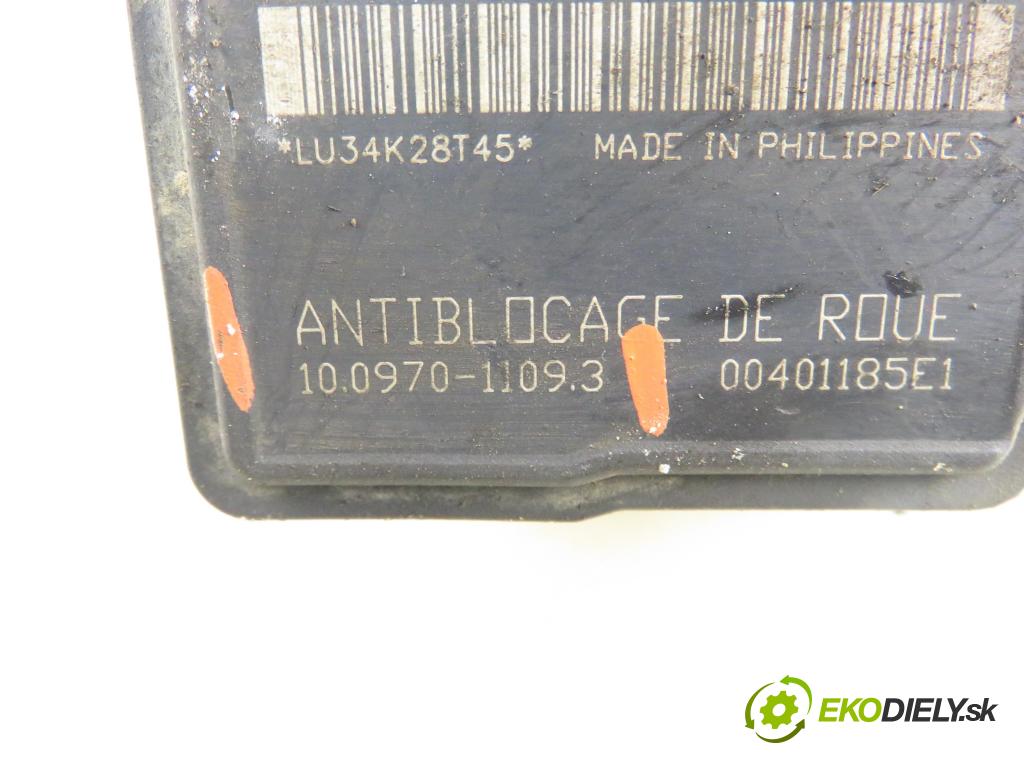 *LU34K28T45* MADE IN PHILIPPINES
ANTIBLOCAGE DE ROUE
10.0970-1109.3 00401185E1
EKODIELY.sk